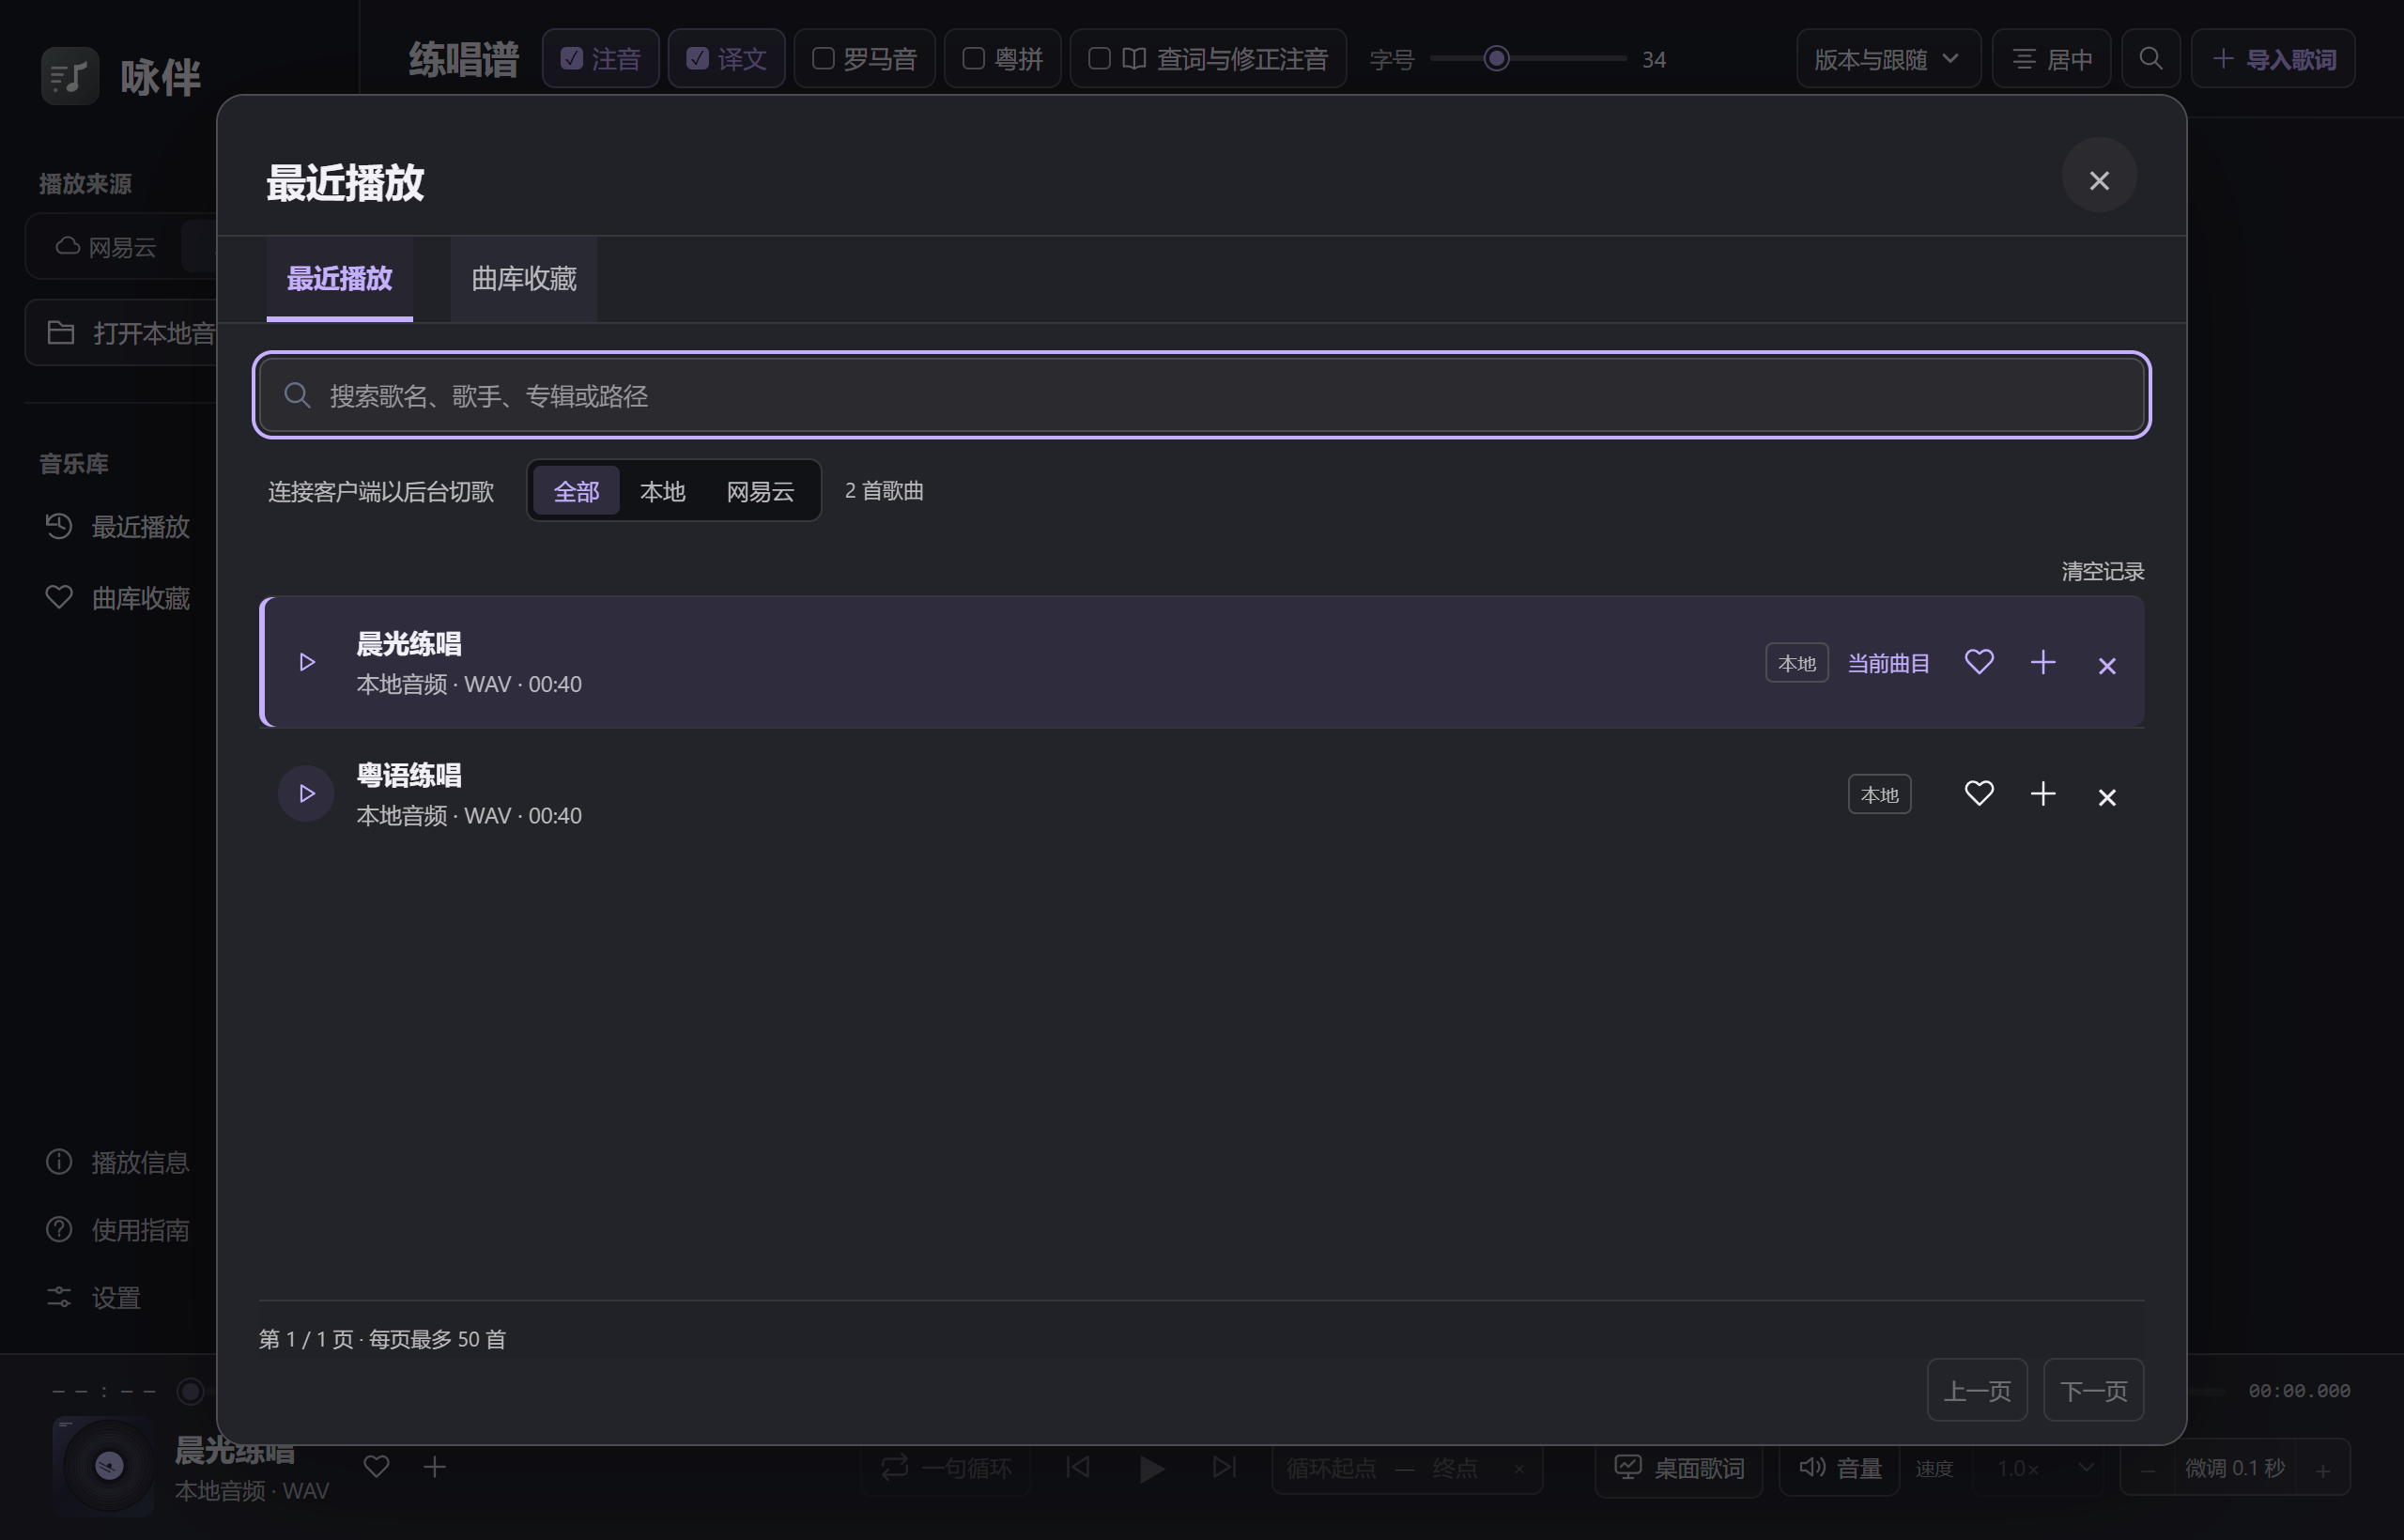 咏伴
练唱谱
注音
译文
罗马音
粤拼
查词与修正注音
字号
34
版本与跟随
居中
导入歌词
播放来源
网易云
打开本地音
音乐库
最近播放
曲库收藏
播放信息
使用指南
设置
最近播放
最近播放
曲库收藏
搜索歌名、歌手、专辑或路径
连接客户端以后台切歌
全部
本地
网易云
2 首歌曲
清空记录
晨光练唱
本地音频 · WAV · 00:40
本地
当前曲目
粤语练唱
本地音频 · WAV · 00:40
本地
第 1 / 1 页 · 每页最多 50 首
上一页
下一页
--:--
00:00.000
晨光练唱
本地音频 · WAV
一句循环
循环起点 — 终点
桌面歌词
音量
速度
1.0×
微调 0.1 秒